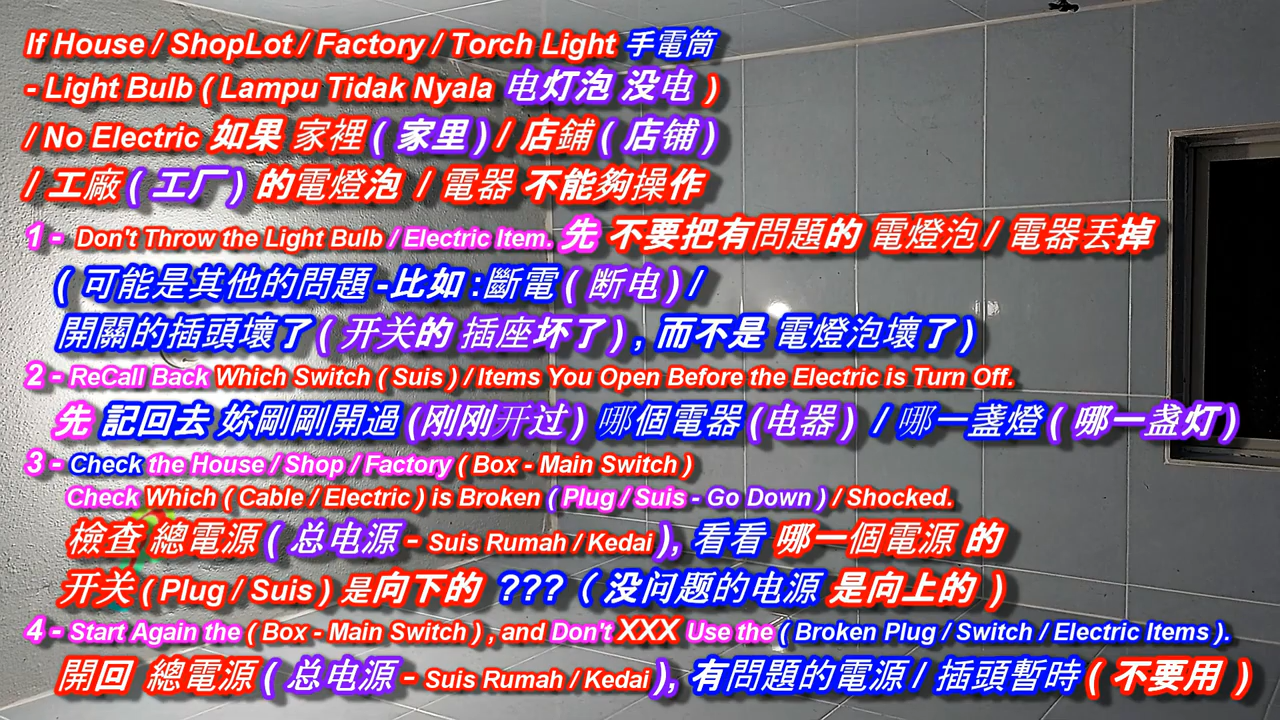 If House / ShopLot / Factory / Torch Light 手電筒
- Light Bulb ( Lampu Tidak Nyala 电灯泡 没电 )
/ No Electric 如果 家裡 ( 家里 ) / 店鋪 ( 店铺 )
/ 工廠 ( 工厂 ) 的電燈泡 / 電器 不能夠操作
1 - Don't Throw the Light Bulb / Electric Item. 先 不要把有問題的 電燈泡 / 電器丟掉
( 可能是其他的問題 - 比如 : 斷電 ( 断电 ) /
開關的插頭壞了 ( 开关的 插座坏了 ) , 而不是 電燈泡壞了 )
2 - ReCall Back Which Switch ( Suis ) / Items You Open Before the Electric is Turn Off.
先 記回去 妳剛剛開過 (刚刚开过 ) 哪個電器 (电器 ) / 哪一盞燈 ( 哪一盏灯 )
3 - Check the House / Shop / Factory ( Box - Main Switch )
Check Which ( Cable / Electric ) is Broken ( Plug / Suis - Go Down ) / Shocked.
檢查 總電源 ( 总电源 - Suis Rumah / Kedai ), 看看 哪一個電源 的
开关 ( Plug / Suis ) 是向下的 ??? ( 没问题的电源 是向上的 )
4 - Start Again the ( Box - Main Switch ) , and Don't XXX Use the ( Broken Plug / Switch / Electric Items ).
開回 總電源 ( 总电源 - Suis Rumah / Kedai ), 有問題的電源 / 插頭暫時 ( 不要用 )